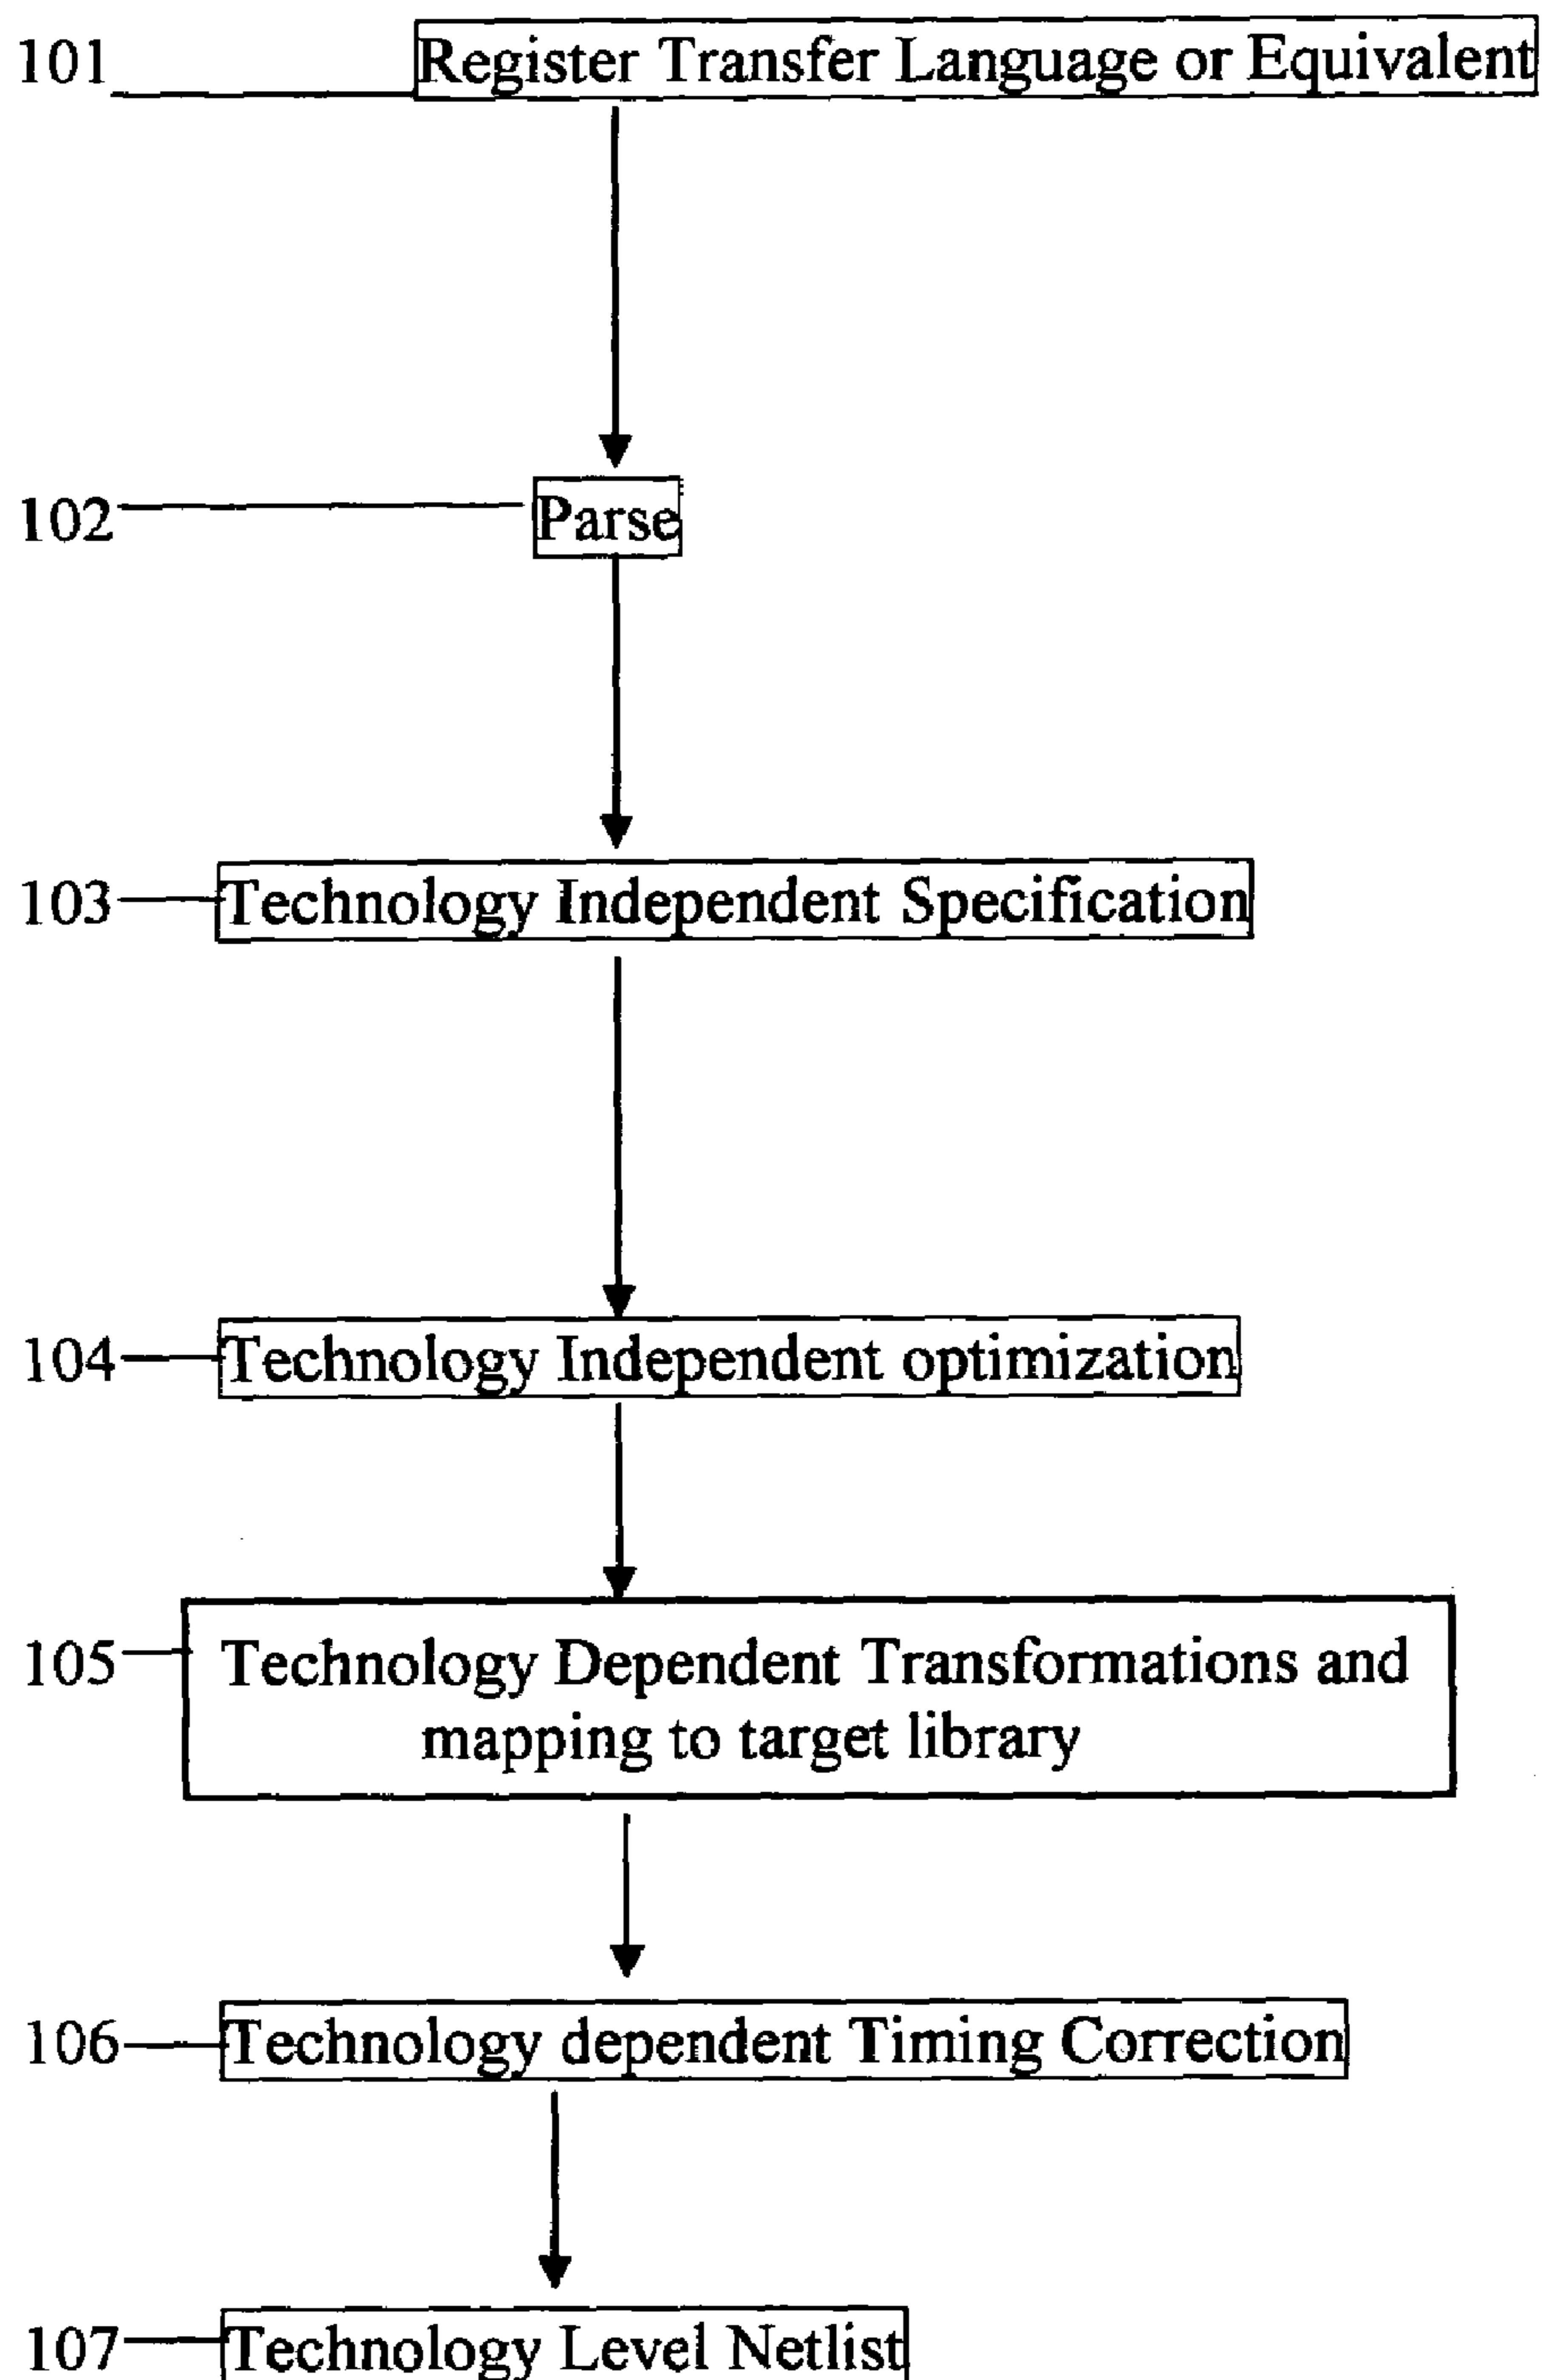 101 Register Transfer Language or Equivalent
102 Parse
103 Technology Independent Specification
104 Technology Independent optimization
105 Technology Dependent Transformations and
mapping to target library
106 Technology dependent Timing Correction
107 Technology Level Netlist